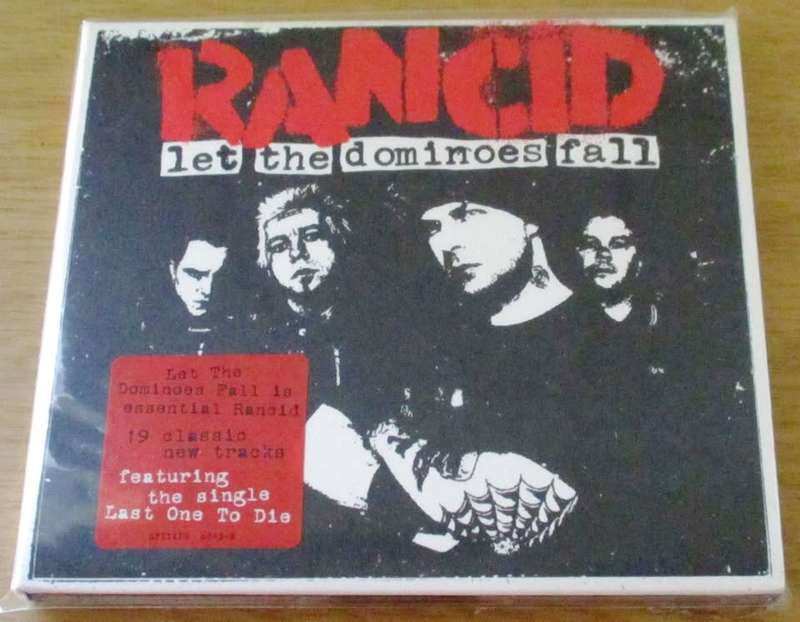 RANCID
let the dominoes fall
Let The
Dominoes Fall is
essential Rancid
19 classic
new tracks
featuring
the single
Last One To Die